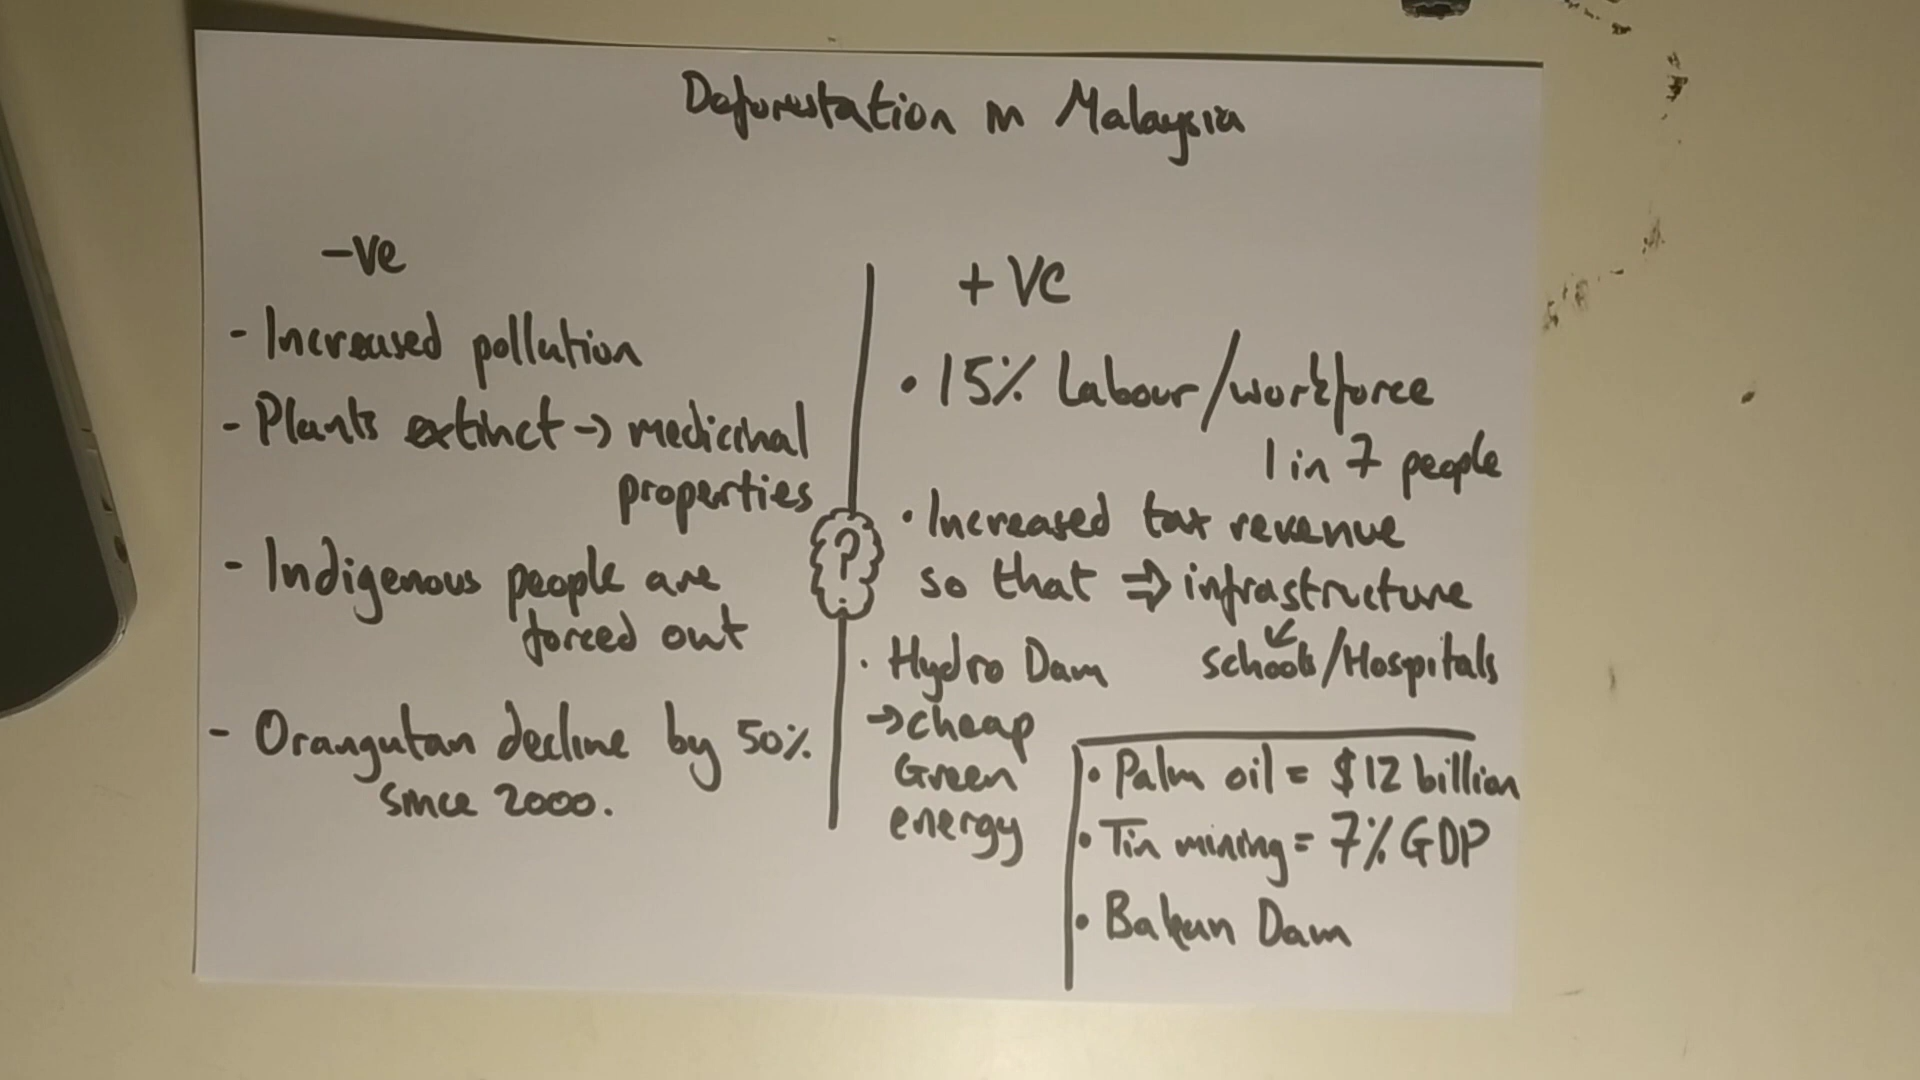 Deforestation in Malaysia
-ve
- Increased pollution
- Plants extinct → medicinal
properties
- Indigenous people are
forced out
- Orangutan decline by 50%
since 2000.
?
+ve
• 15% Labour/workforce
1 in 7 people
• Increased tax revenue
so that ⇒ infrastructure
↙
schools/Hospitals
• Hydro Dam
→ cheap
Green
energy
• Palm oil = $12 billion
• Tin mining = 7% GDP
• Bakun Dam